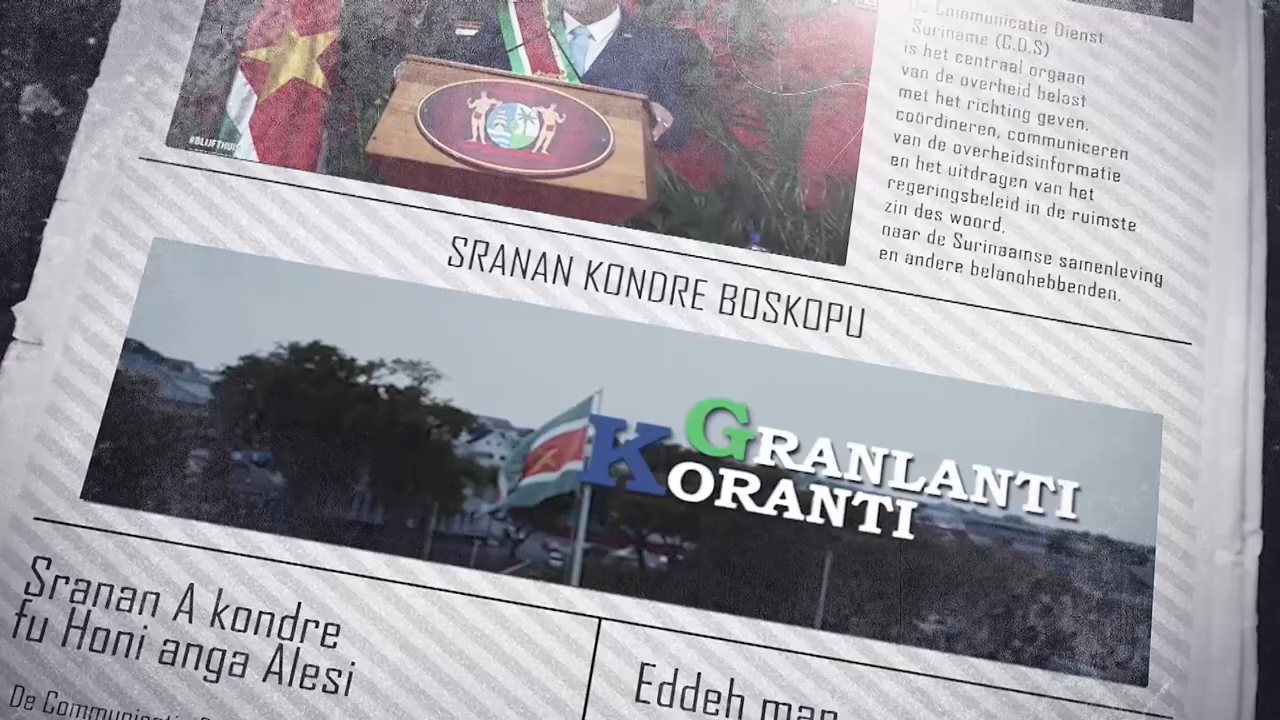 #BLIJFTHUIS
De Communicatie Dienst
Suriname (C.D.S)
is het centraal orgaan
van de overheid belast
met het richting geven,
coördineren, communiceren
van de overheidsinformatie
en het uitdragen van het
regeringsbeleid in de ruimste
zin des woord.
naar de Surinaamse samenleving
en andere belanghebbenden.
SRANAN KONDRE BOSKOPU
GRANLANTI
KORANTI
Sranan A kondre
fu Honi anga Alesi
De
Eddeh man